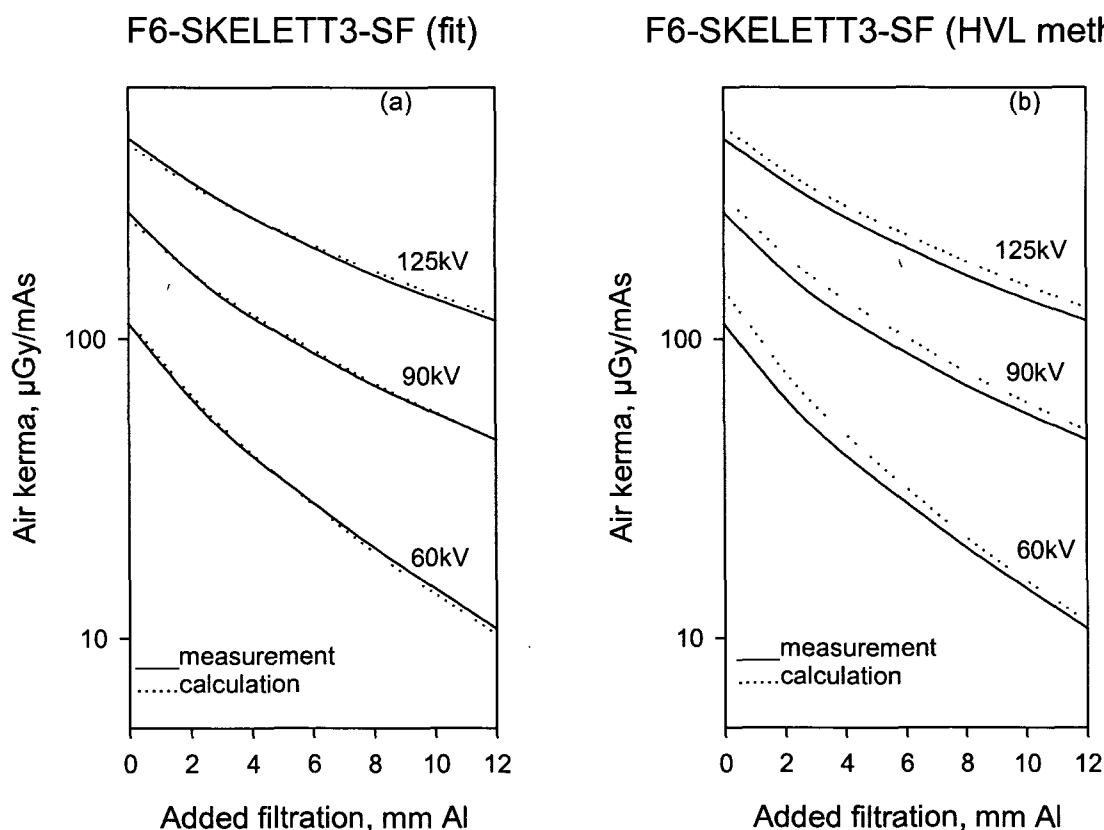 F6-SKELETT3-SF (fit)
(a)
125kV
90kV
60kV
100
10
measurement
calculation
0 2 4 6 8 10 12
Added filtration, mm Al
Air kerma, µGy/mAs
F6-SKELETT3-SF (HVL meth
(b)
125kV
90kV
60kV
100
10
measurement
calculation
0 2 4 6 8 10 12
Added filtration, mm Al
Air kerma, µGy/mAs